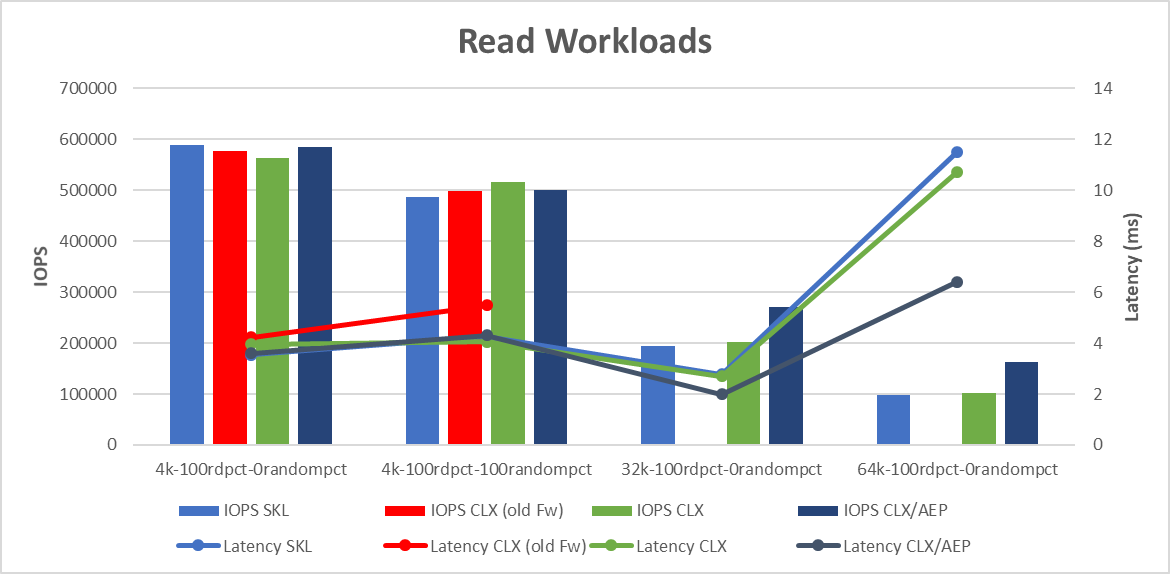 Read Workloads
700000
600000
500000
400000
300000
200000
100000
0
IOPS
14
12
10
8
6
4
2
0
Latency (ms)
4k-100rdpct-0randompct
4k-100rdpct-100randompct
32k-100rdpct-0randompct
64k-100rdpct-0randompct
IOPS SKL
IOPS CLX (old Fw)
IOPS CLX
IOPS CLX/AEP
Latency SKL
Latency CLX (old Fw)
Latency CLX
Latency CLX/AEP